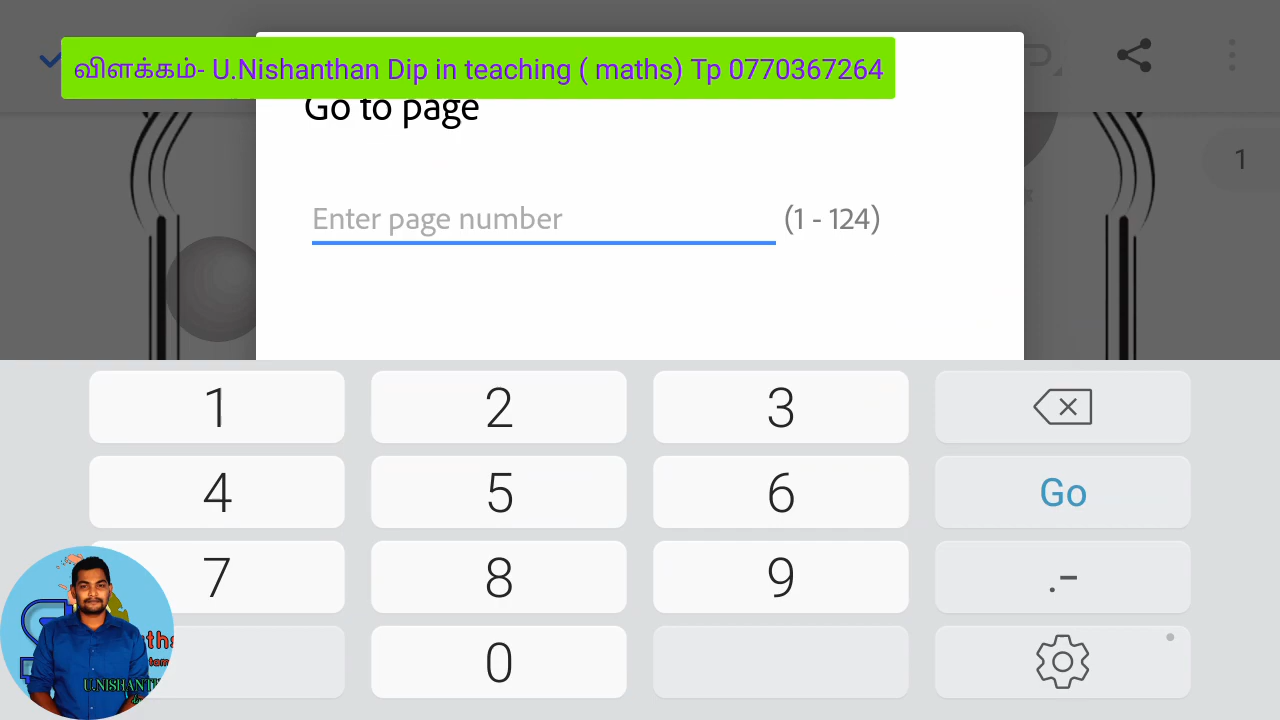 விளக்கம்- U.Nishanthan Dip in teaching ( maths) Tp 0770367264
Go to page
1
Enter page number (1 - 124)
1 2 3
4 5 6 Go
7 8 9 .-
0